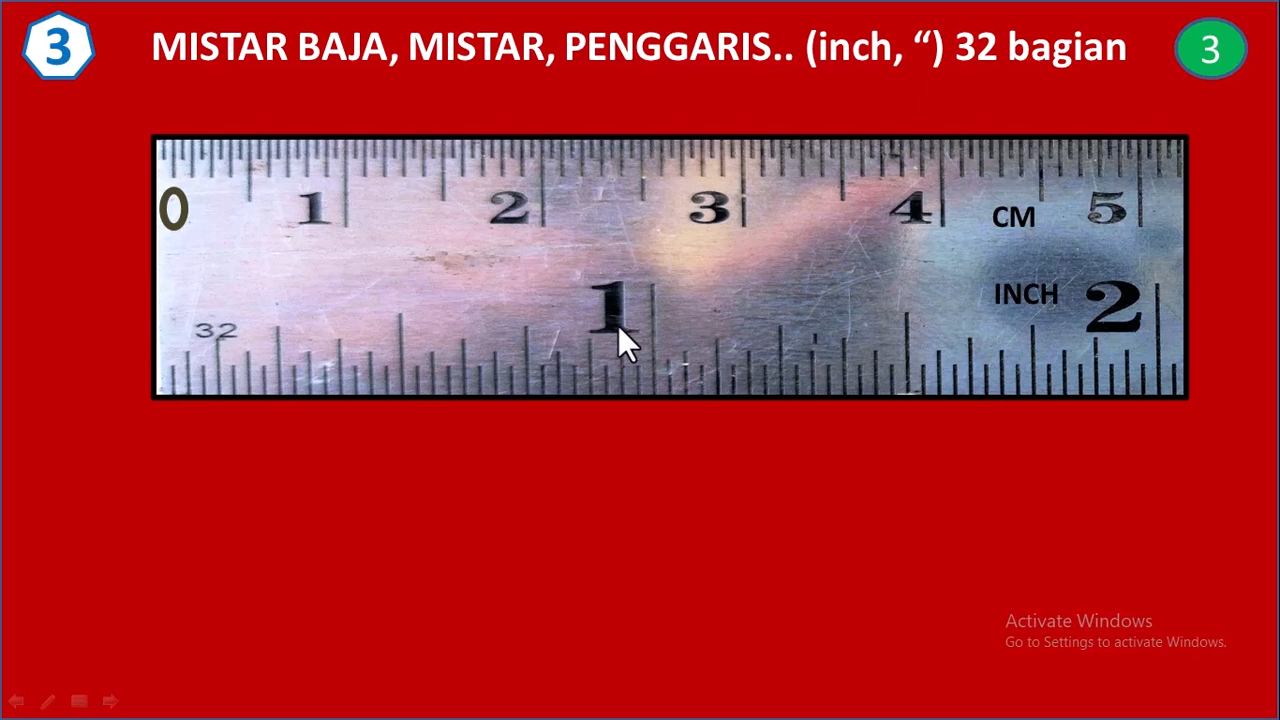 3 MISTAR BAJA, MISTAR, PENGGARIS.. (inch, “) 32 bagian 3
0 1 2 3 4 CM 5
1 INCH 2
32
Activate Windows
Go to Settings to activate Windows.